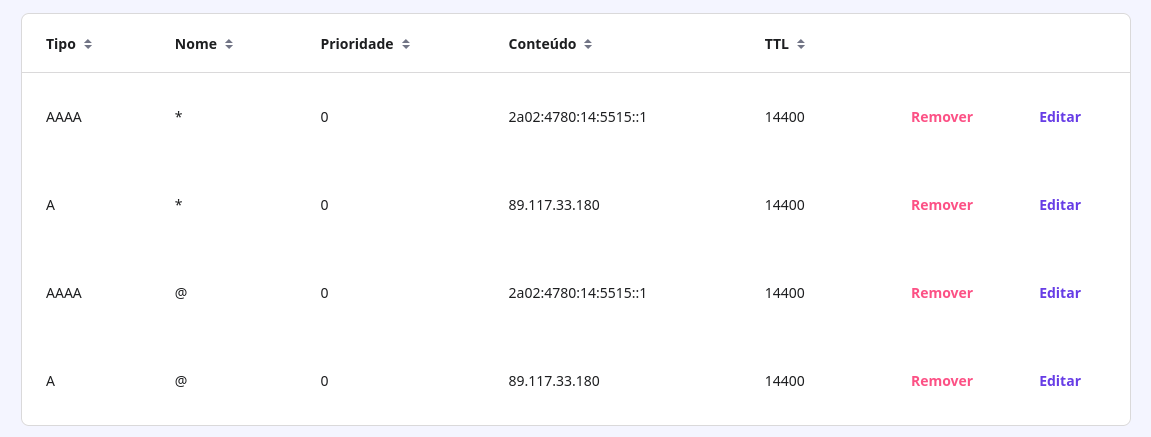 Tipo Nome Prioridade Conteúdo TTL
AAAA * 0 2a02:4780:14:5515::1 14400 Remover Editar
A * 0 89.117.33.180 14400 Remover Editar
AAAA @ 0 2a02:4780:14:5515::1 14400 Remover Editar
A @ 0 89.117.33.180 14400 Remover Editar